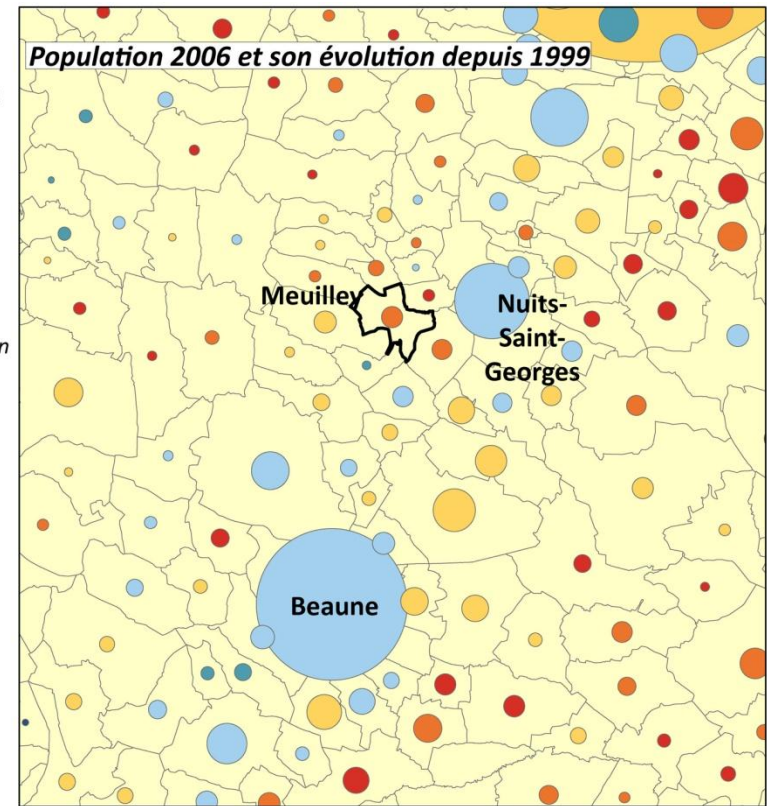 Population 2006 et son évolution depuis 1999
Meuilley
Nuits-
Saint-
Georges
Beaune
n